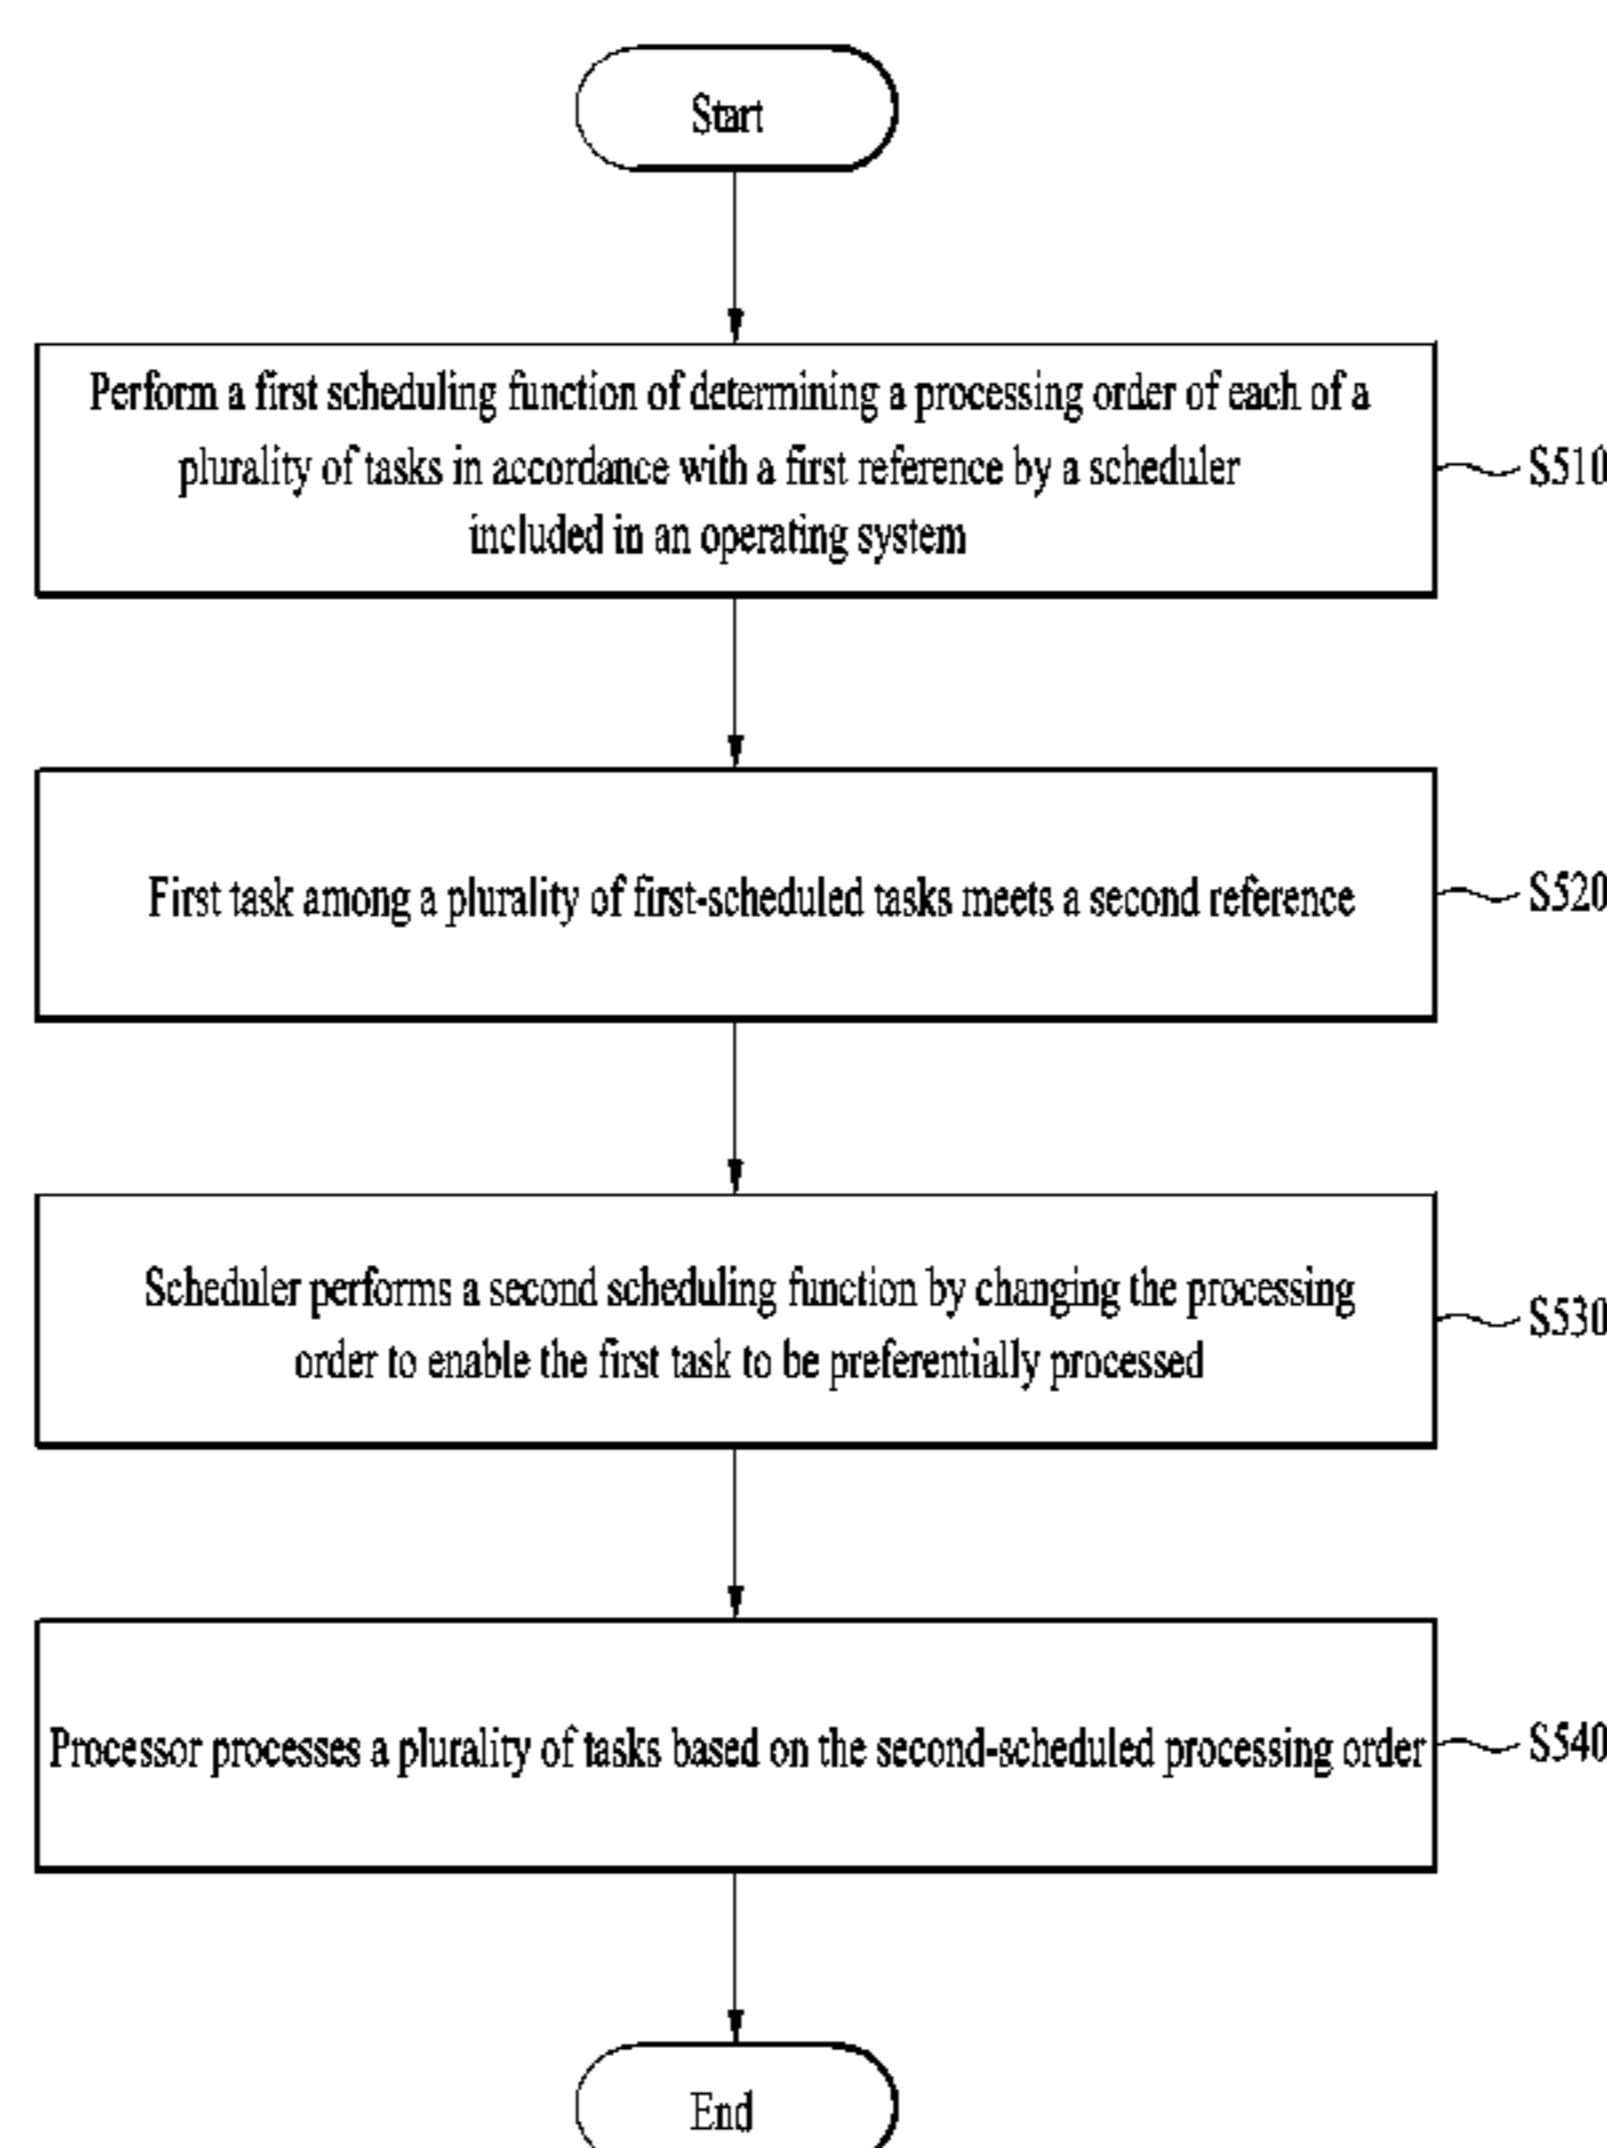 Start
Perform a first scheduling function of determining a processing order of each of a
plurality of tasks in accordance with a first reference by a scheduler
included in an operating system
S510
First task among a plurality of first-scheduled tasks meets a second reference
S520
Scheduler performs a second scheduling function by changing the processing
order to enable the first task to be preferentially processed
S530
Processor processes a plurality of tasks based on the second-scheduled processing order
S540
End